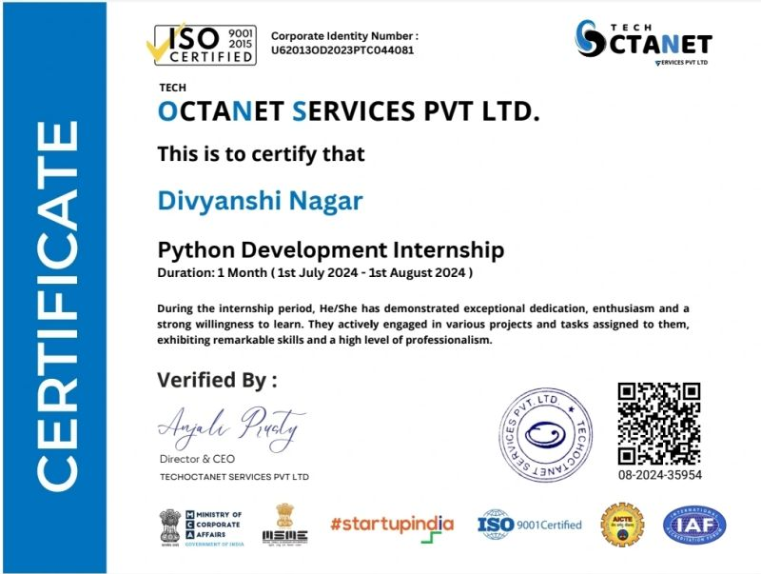 CERTIFICATE
ISO 9001 2015
CERTIFIED
Corporate Identity Number :
U62013OD2023PTC044081
TECH
OCTANET
SERVICES PVT LTD
TECH
OCTANET SERVICES PVT LTD.
This is to certify that
Divyanshi Nagar
Python Development Internship
Duration: 1 Month ( 1st July 2024 - 1st August 2024 )
During the internship period, He/She has demonstrated exceptional dedication, enthusiasm and a
strong willingness to learn. They actively engaged in various projects and tasks assigned to them,
exhibiting remarkable skills and a high level of professionalism.
Verified By :
Anjali Prusty
Director & CEO
TECHOCTANET SERVICES PVT LTD
TECHOCTANET SERVICES PVT. LTD.
08-2024-35954
MCA
MINISTRY OF
CORPORATE
AFFAIRS
GOVERNMENT OF INDIA
MSME
#startupindia
ISO 9001Certified
AICTE
INTERNATIONAL
IAF
ACCREDITATION FORUM